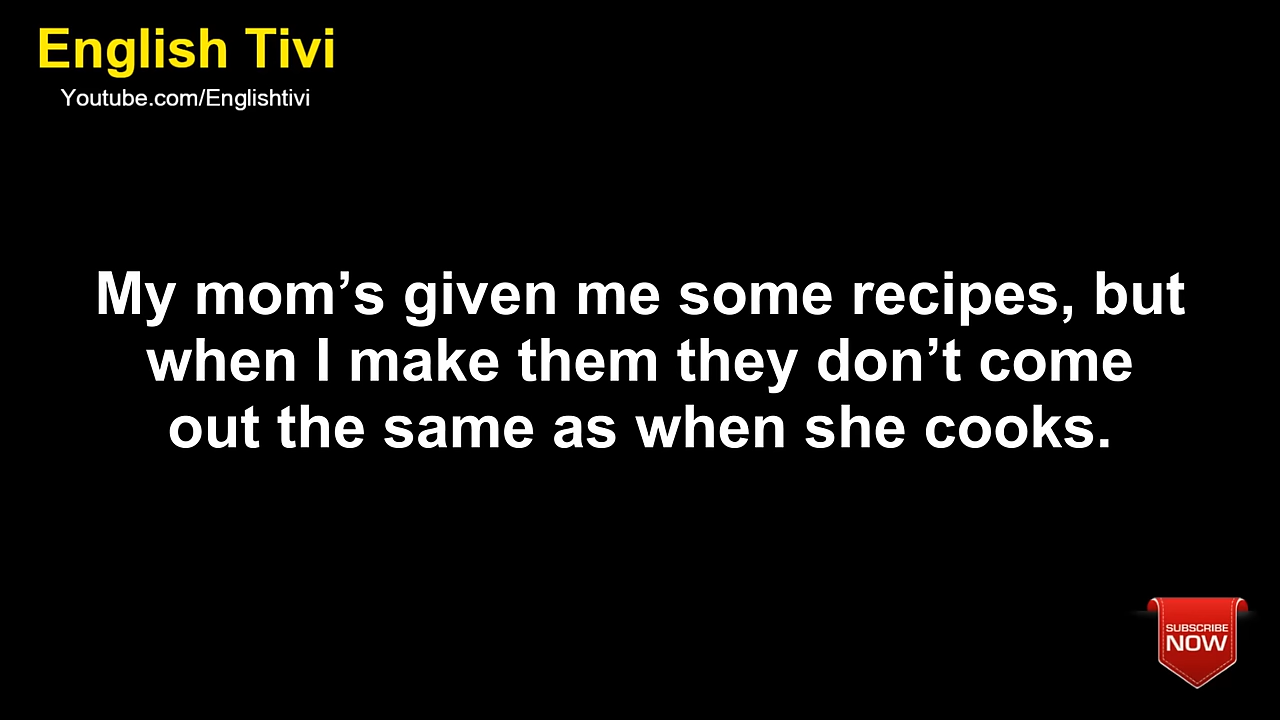 English Tivi
Youtube.com/Englishtivi
My mom’s given me some recipes, but
when I make them they don’t come
out the same as when she cooks.
SUBSCRIBE
NOW